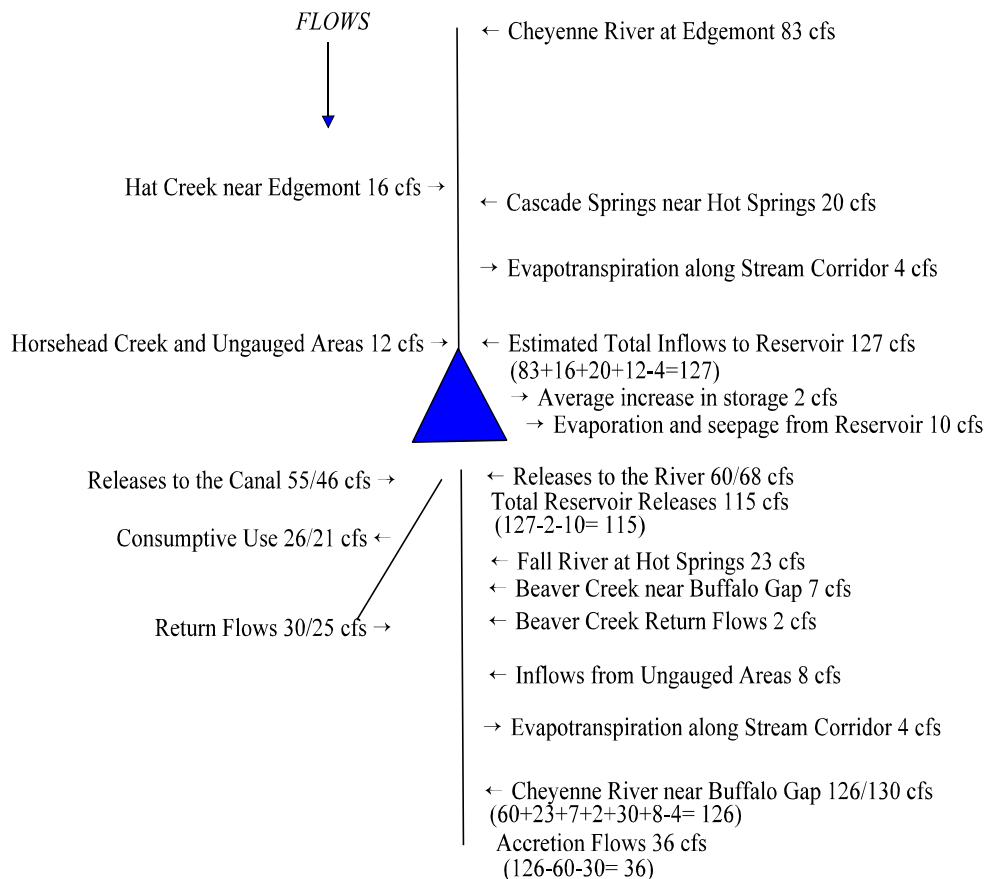 FLOWS
← Cheyenne River at Edgemont 83 cfs
Hat Creek near Edgemont 16 cfs →
← Cascade Springs near Hot Springs 20 cfs
→ Evapotranspiration along Stream Corridor 4 cfs
Horsehead Creek and Ungauged Areas 12 cfs →
← Estimated Total Inflows to Reservoir 127 cfs
(83+16+20+12-4=127)
→ Average increase in storage 2 cfs
→ Evaporation and seepage from Reservoir 10 cfs
Releases to the Canal 55/46 cfs →
← Releases to the River 60/68 cfs
Total Reservoir Releases 115 cfs
(127-2-10= 115)
Consumptive Use 26/21 cfs ←
← Fall River at Hot Springs 23 cfs
← Beaver Creek near Buffalo Gap 7 cfs
Return Flows 30/25 cfs →
← Beaver Creek Return Flows 2 cfs
← Inflows from Ungauged Areas 8 cfs
→ Evapotranspiration along Stream Corridor 4 cfs
← Cheyenne River near Buffalo Gap 126/130 cfs
(60+23+7+2+30+8-4= 126)
Accretion Flows 36 cfs
(126-60-30= 36)